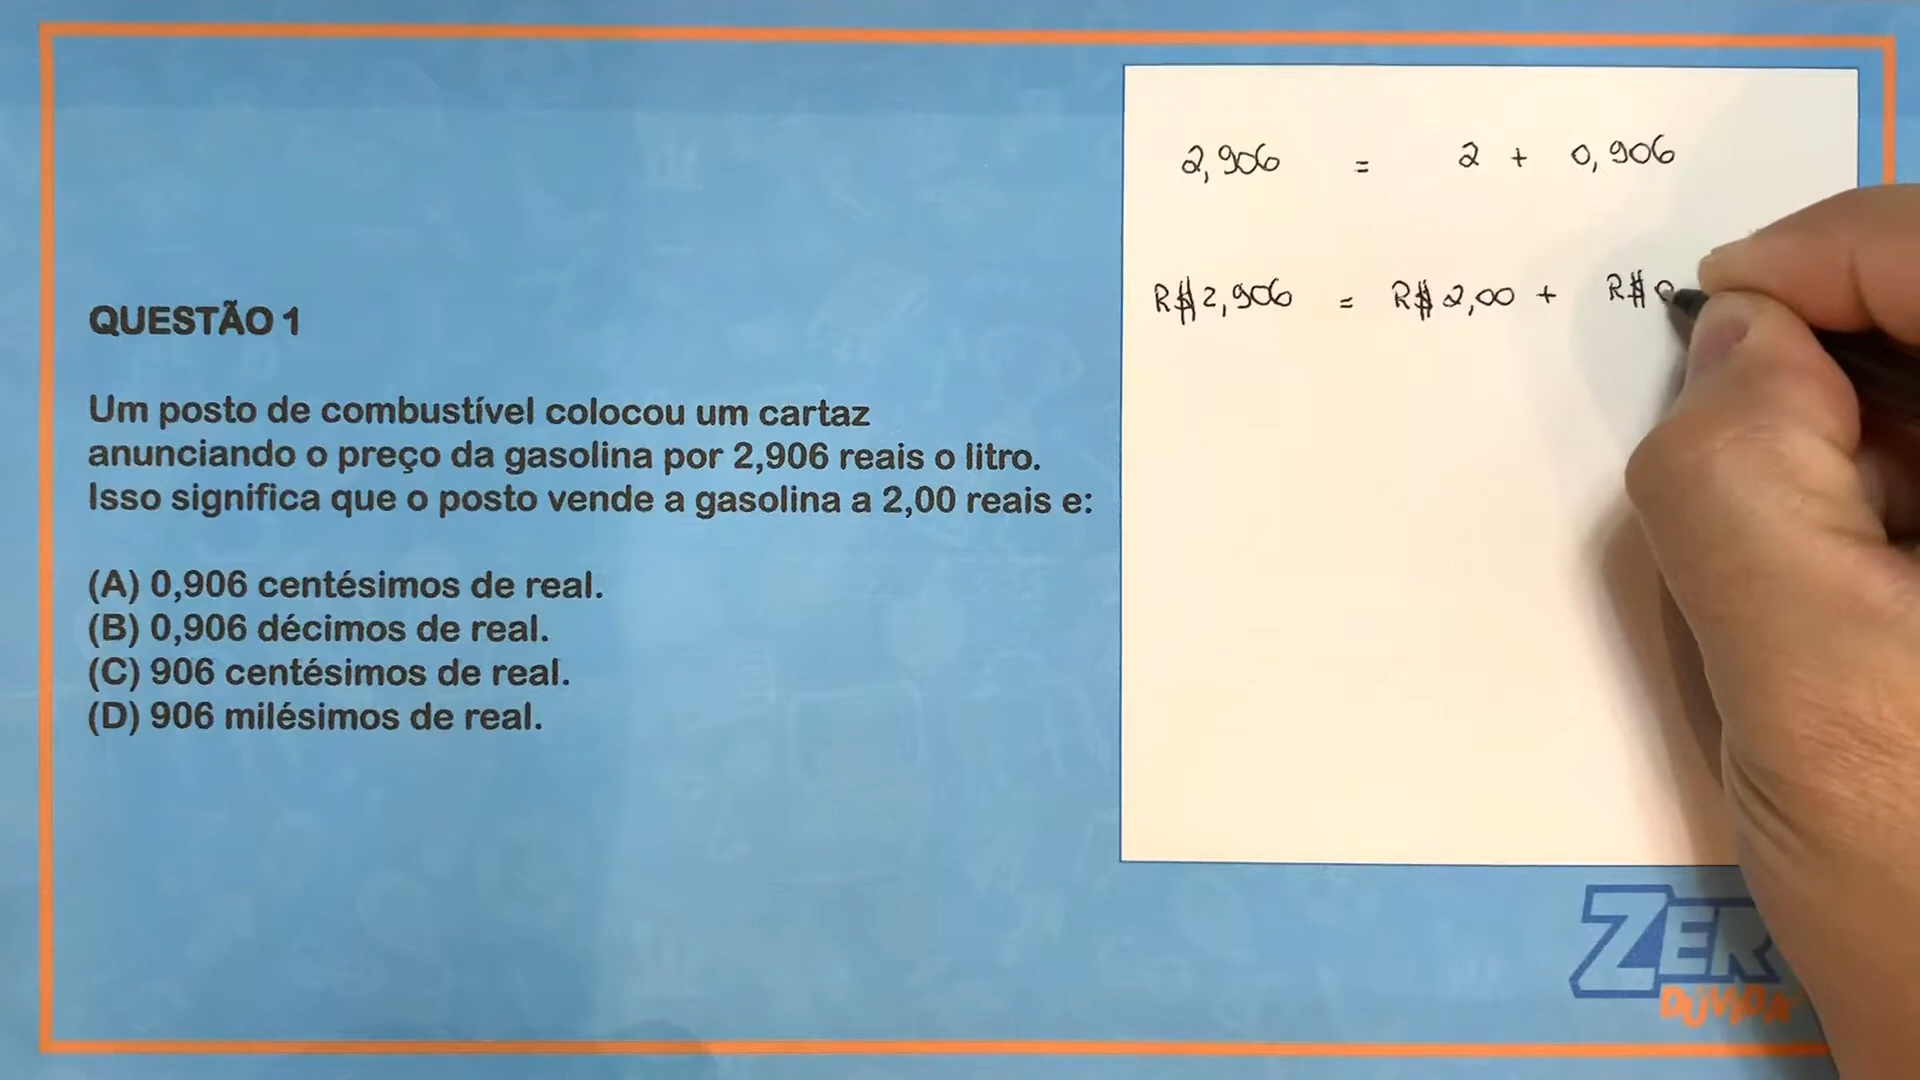 QUESTÃO 1
Um posto de combustível colocou um cartaz
anunciando o preço da gasolina por 2,906 reais o litro.
Isso significa que o posto vende a gasolina a 2,00 reais e:
(A) 0,906 centésimos de real.
(B) 0,906 décimos de real.
(C) 906 centésimos de real.
(D) 906 milésimos de real.
2,906 = 2 + 0,906
R$ 2,906 = R$ 2,00 + R$ 0
ZER
DÚVIDA